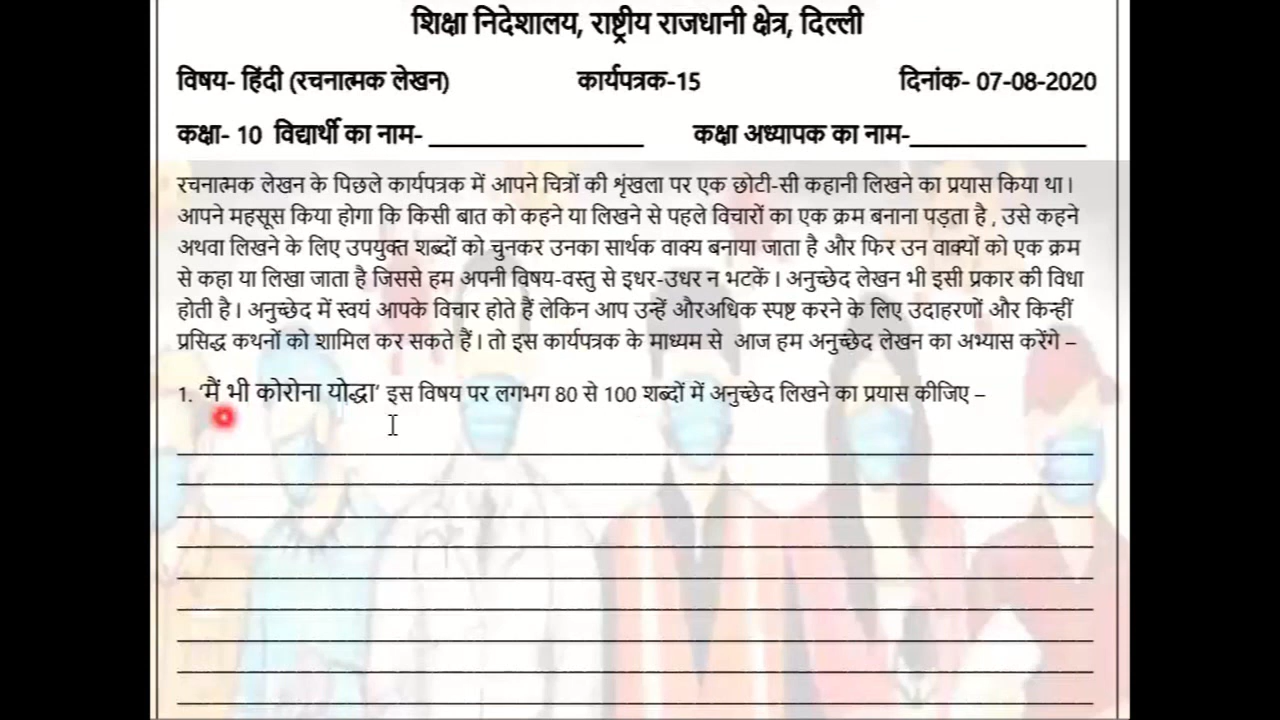 शिक्षा निदेशालय, राष्ट्रीय राजधानी क्षेत्र, दिल्ली
विषय- हिंदी (रचनात्मक लेखन) कार्यपत्रक-15 दिनांक- 07-08-2020
कक्षा- 10 विद्यार्थी का नाम- ________________ कक्षा अध्यापक का नाम-________________
रचनात्मक लेखन के पिछले कार्यपत्रक में आपने चित्रों की शृंखला पर एक छोटी-सी कहानी लिखने का प्रयास किया था।
आपने महसूस किया होगा कि किसी बात को कहने या लिखने से पहले विचारों का एक क्रम बनाना पड़ता है , उसे कहने
अथवा लिखने के लिए उपयुक्त शब्दों को चुनकर उनका सार्थक वाक्य बनाया जाता है और फिर उन वाक्यों को एक क्रम
से कहा या लिखा जाता है जिससे हम अपनी विषय-वस्तु से इधर-उधर न भटकें । अनुच्छेद लेखन भी इसी प्रकार की विधा
होती है। अनुच्छेद में स्वयं आपके विचार होते हैं लेकिन आप उन्हें औरअधिक स्पष्ट करने के लिए उदाहरणों और किन्हीं
प्रसिद्ध कथनों को शामिल कर सकते हैं। तो इस कार्यपत्रक के माध्यम से आज हम अनुच्छेद लेखन का अभ्यास करेंगे –
1. 'मैं भी कोरोना योद्धा' इस विषय पर लगभग 80 से 100 शब्दों में अनुच्छेद लिखने का प्रयास कीजिए –